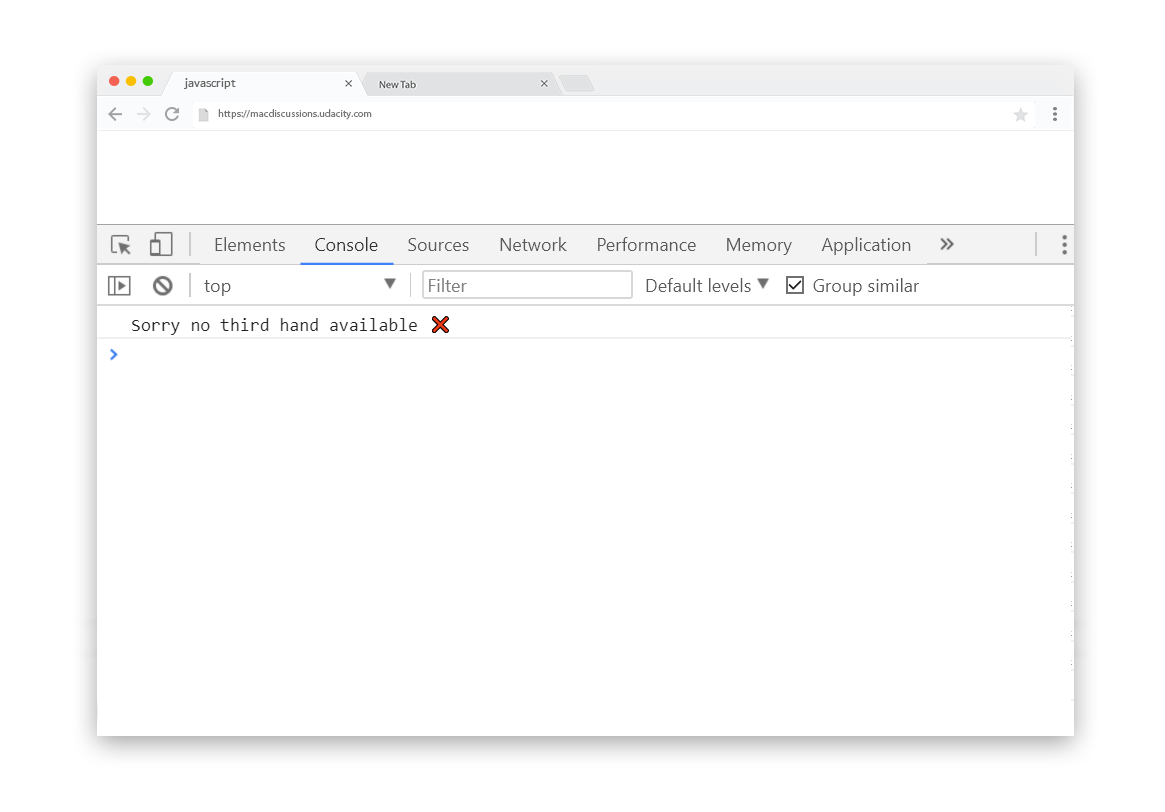 javascript
New Tab
https://macdiscussions.udacity.com
Elements Console Sources Network Performance Memory Application
top Filter Default levels Group similar
Sorry no third hand available ❌